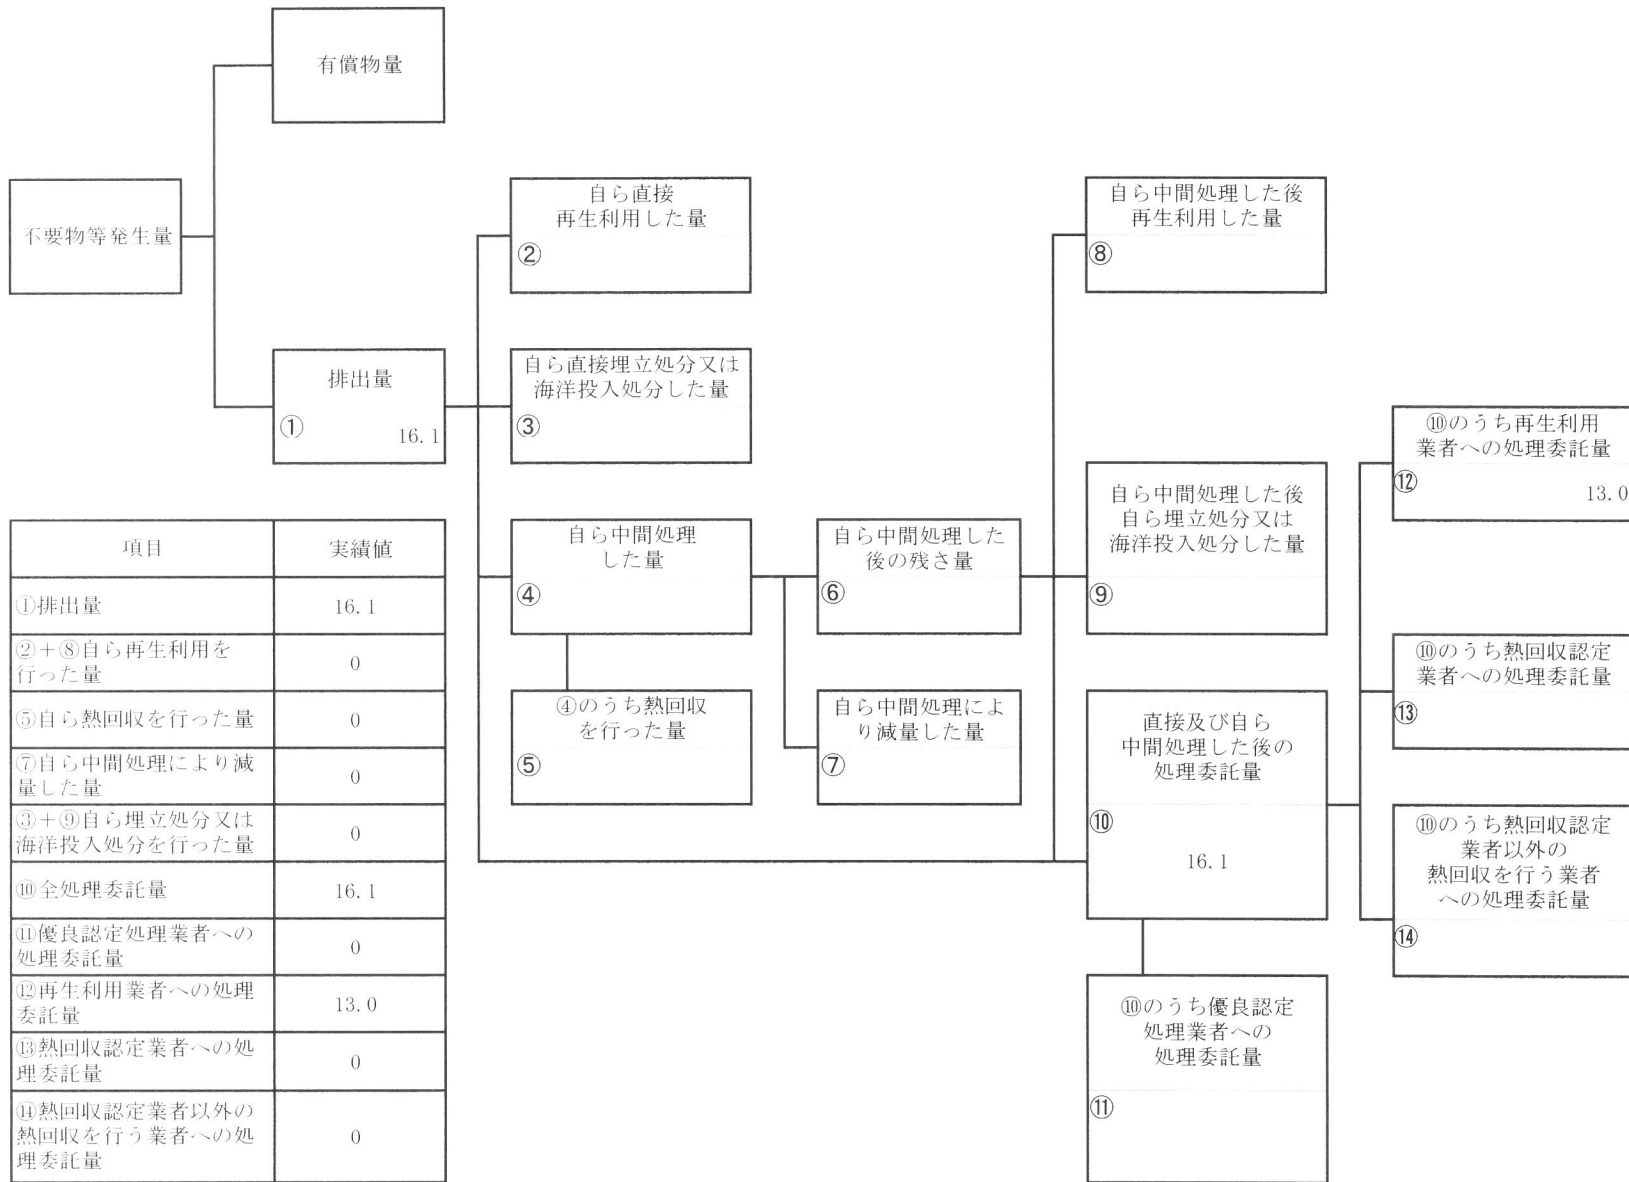 有償物量
不要物等発生量
排出量
①
16.1
自ら直接
再生利用した量
②
自ら直接埋立処分又は
海洋投入処分した量
③
自ら中間処理
した量
④
④のうち熱回収
を行った量
⑤
自ら中間処理した
後の残さ量
⑥
自ら中間処理によ
り減量した量
⑦
自ら中間処理した後
再生利用した量
⑧
自ら中間処理した後
自ら埋立処分又は
海洋投入処分した量
⑨
直接及び自ら
中間処理した後の
処理委託量
⑩
16.1
⑩のうち優良認定
処理業者への
処理委託量
⑪
⑩のうち再生利用
業者への処理委託量
⑫
13.0
⑩のうち熱回収認定
業者への処理委託量
⑬
⑩のうち熱回収認定
業者以外の
熱回収を行う業者
への処理委託量
⑭
項目 実績値
①排出量 16.1
②+⑧自ら再生利用を
行った量 0
⑤自ら熱回収を行った量 0
⑦自ら中間処理により減
量した量 0
③+⑨自ら埋立処分又は
海洋投入処分を行った量 0
⑩全処理委託量 16.1
⑪優良認定処理業者への
処理委託量 0
⑫再生利用業者への処理
委託量 13.0
⑬熱回収認定業者への処
理委託量 0
⑭熱回収認定業者以外の
熱回収を行う業者への処
理委託量 0